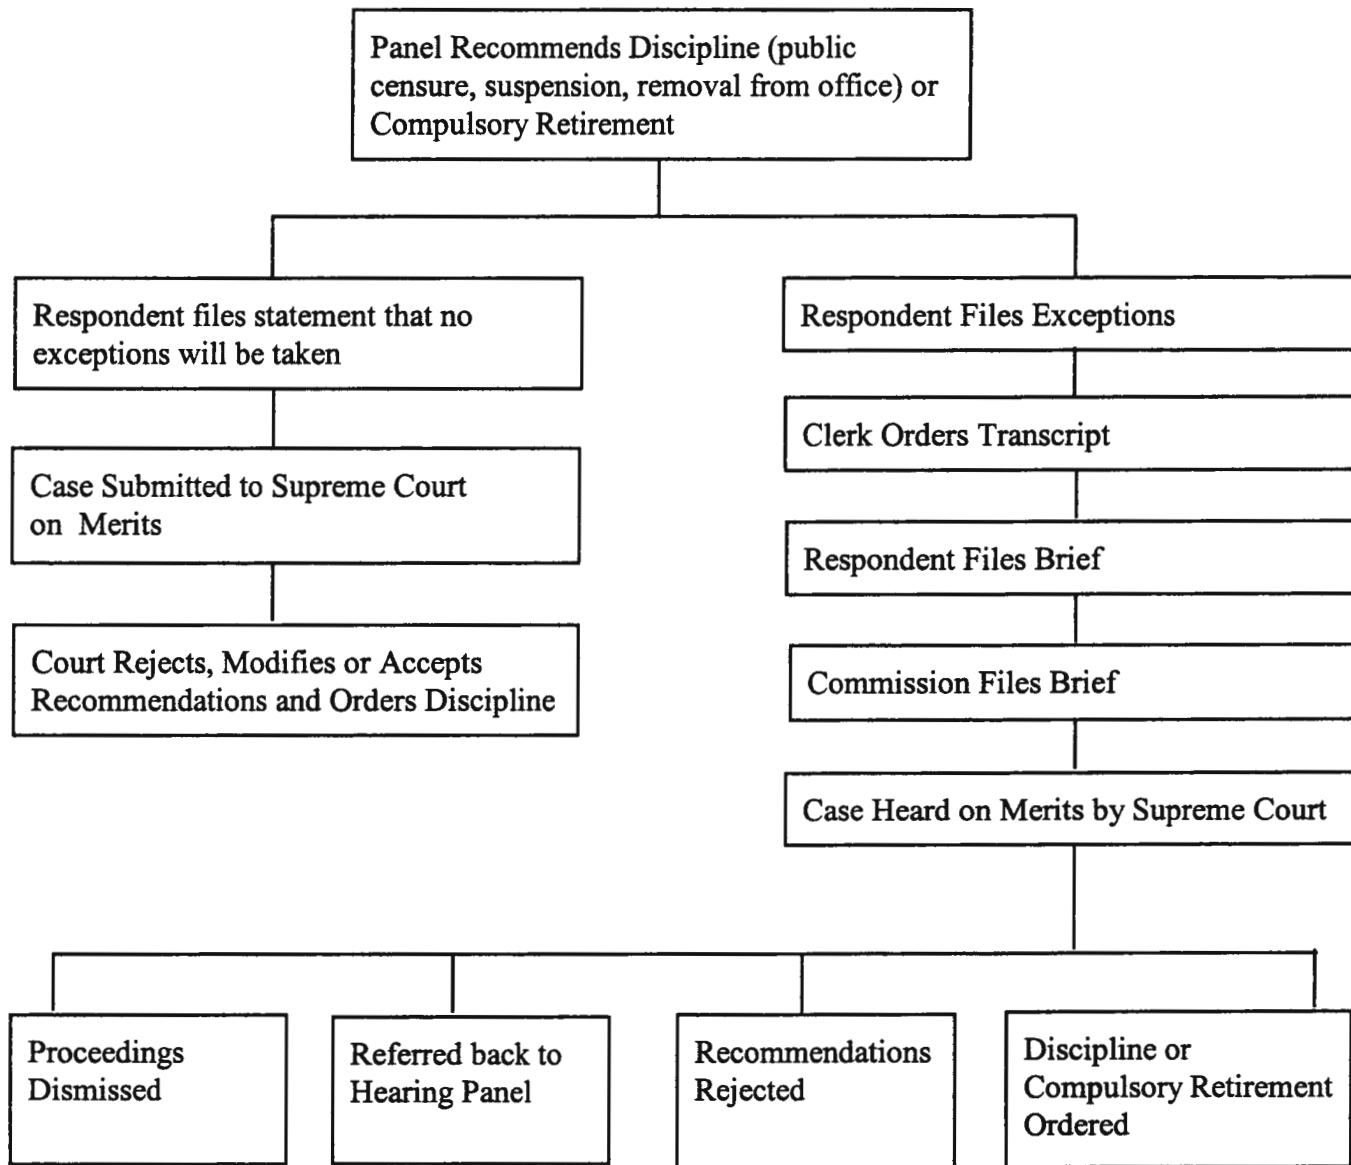 Panel Recommends Discipline (public
censure, suspension, removal from office) or
Compulsory Retirement
Respondent files statement that no
exceptions will be taken
Case Submitted to Supreme Court
on Merits
Court Rejects, Modifies or Accepts
Recommendations and Orders Discipline
Respondent Files Exceptions
Clerk Orders Transcript
Respondent Files Brief
Commission Files Brief
Case Heard on Merits by Supreme Court
Proceedings
Dismissed
Referred back to
Hearing Panel
Recommendations
Rejected
Discipline or
Compulsory Retirement
Ordered